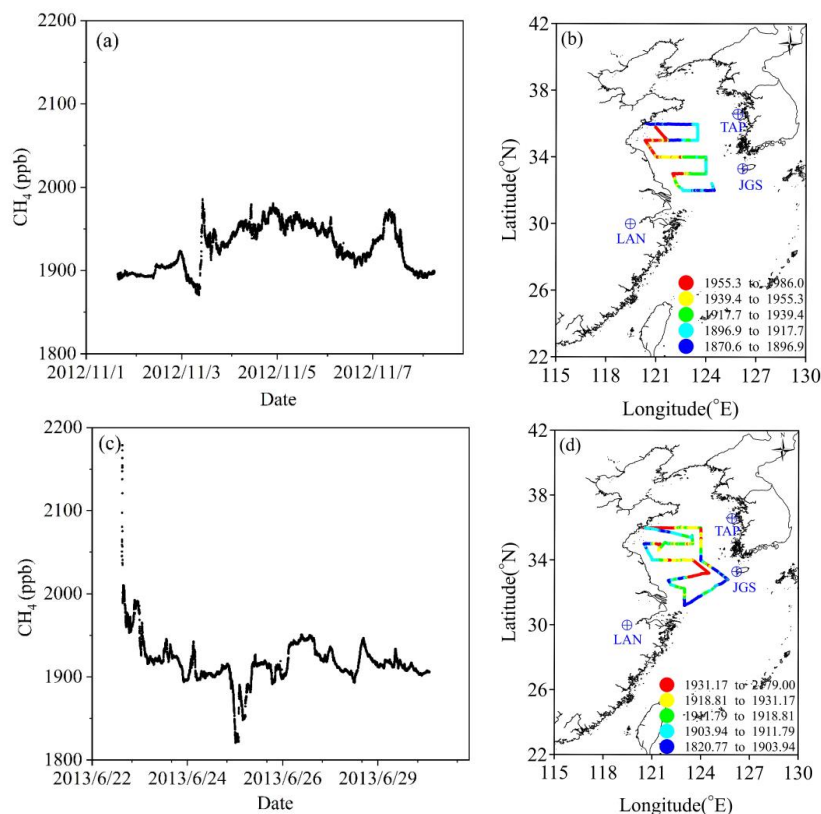 (a)
2200
2100
2000
1900
1800
CH4 (ppb)
2012/11/1 2012/11/3 2012/11/5 2012/11/7
Date
(b)
N
42
38
34
30
26
22
Latitude(°N)
TAP
JGS
LAN
1955.3 to 1986.0
1939.4 to 1955.3
1917.7 to 1939.4
1896.9 to 1917.7
1870.6 to 1896.9
115 118 121 124 127 130
Longitude(°E)
(c)
2200
2100
2000
1900
1800
CH4 (ppb)
2013/6/22 2013/6/24 2013/6/26 2013/6/29
Date
(d)
N
42
38
34
30
26
22
Latitude(°N)
TAP
JGS
LAN
1931.17 to 2179.00
1918.81 to 1931.17
1911.79 to 1918.81
1903.94 to 1911.79
1820.77 to 1903.94
115 118 121 124 127 130
Longitude(°E)